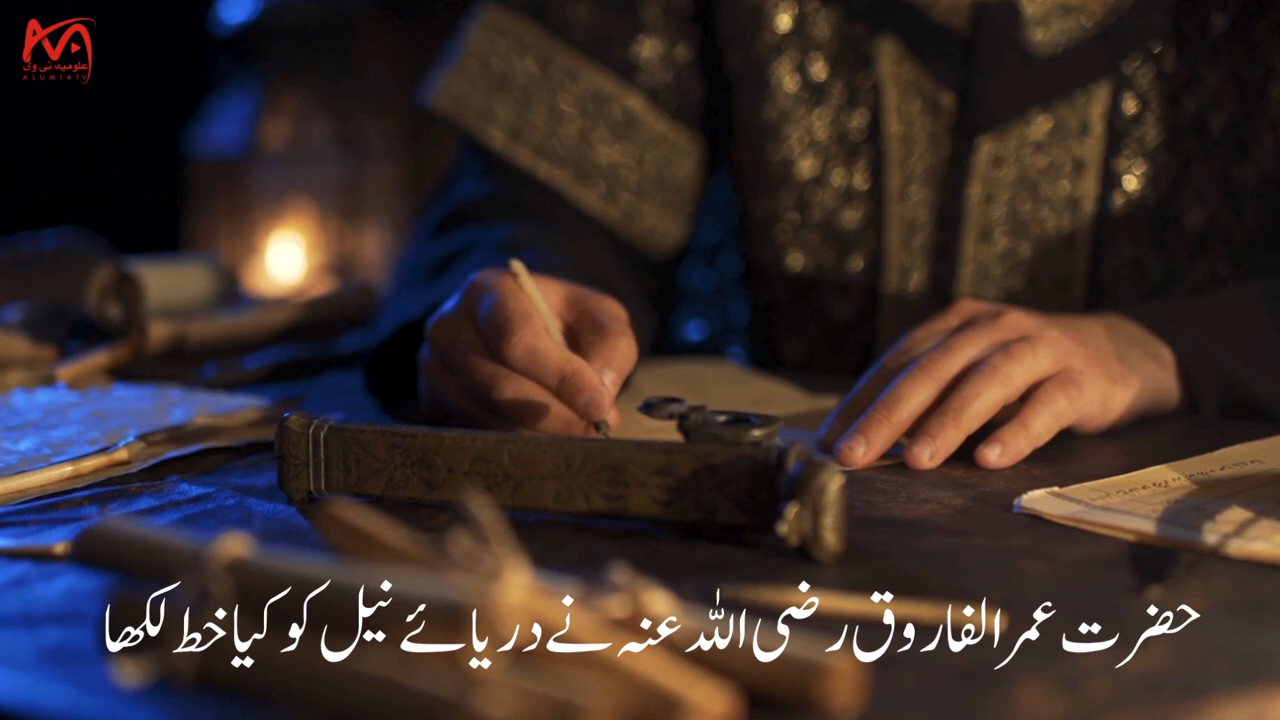 علومیہ ٹی وی
ALUMIATV
حضرت عمر الفاروق رضی اللہ عنہ نے دریائے نیل کو کیا خط لکھا